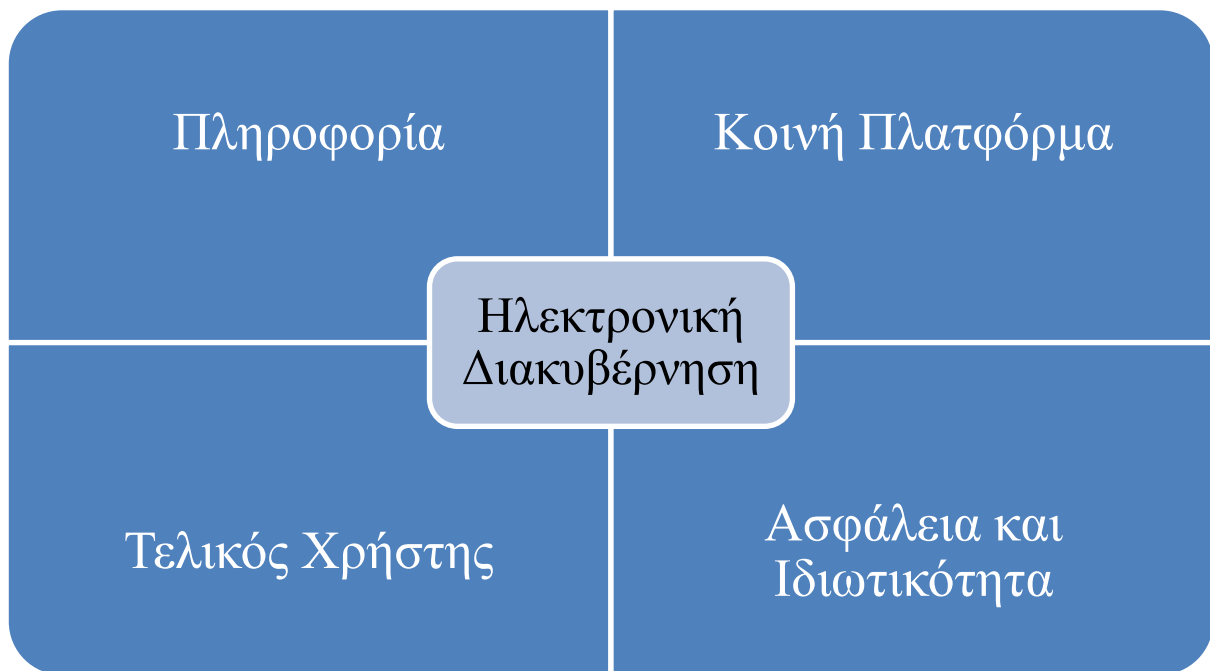 Πληροφορία
Κοινή Πλατφόρμα
Ηλεκτρονική
Διακυβέρνηση
Τελικός Χρήστης
Ασφάλεια και
Ιδιωτικότητα